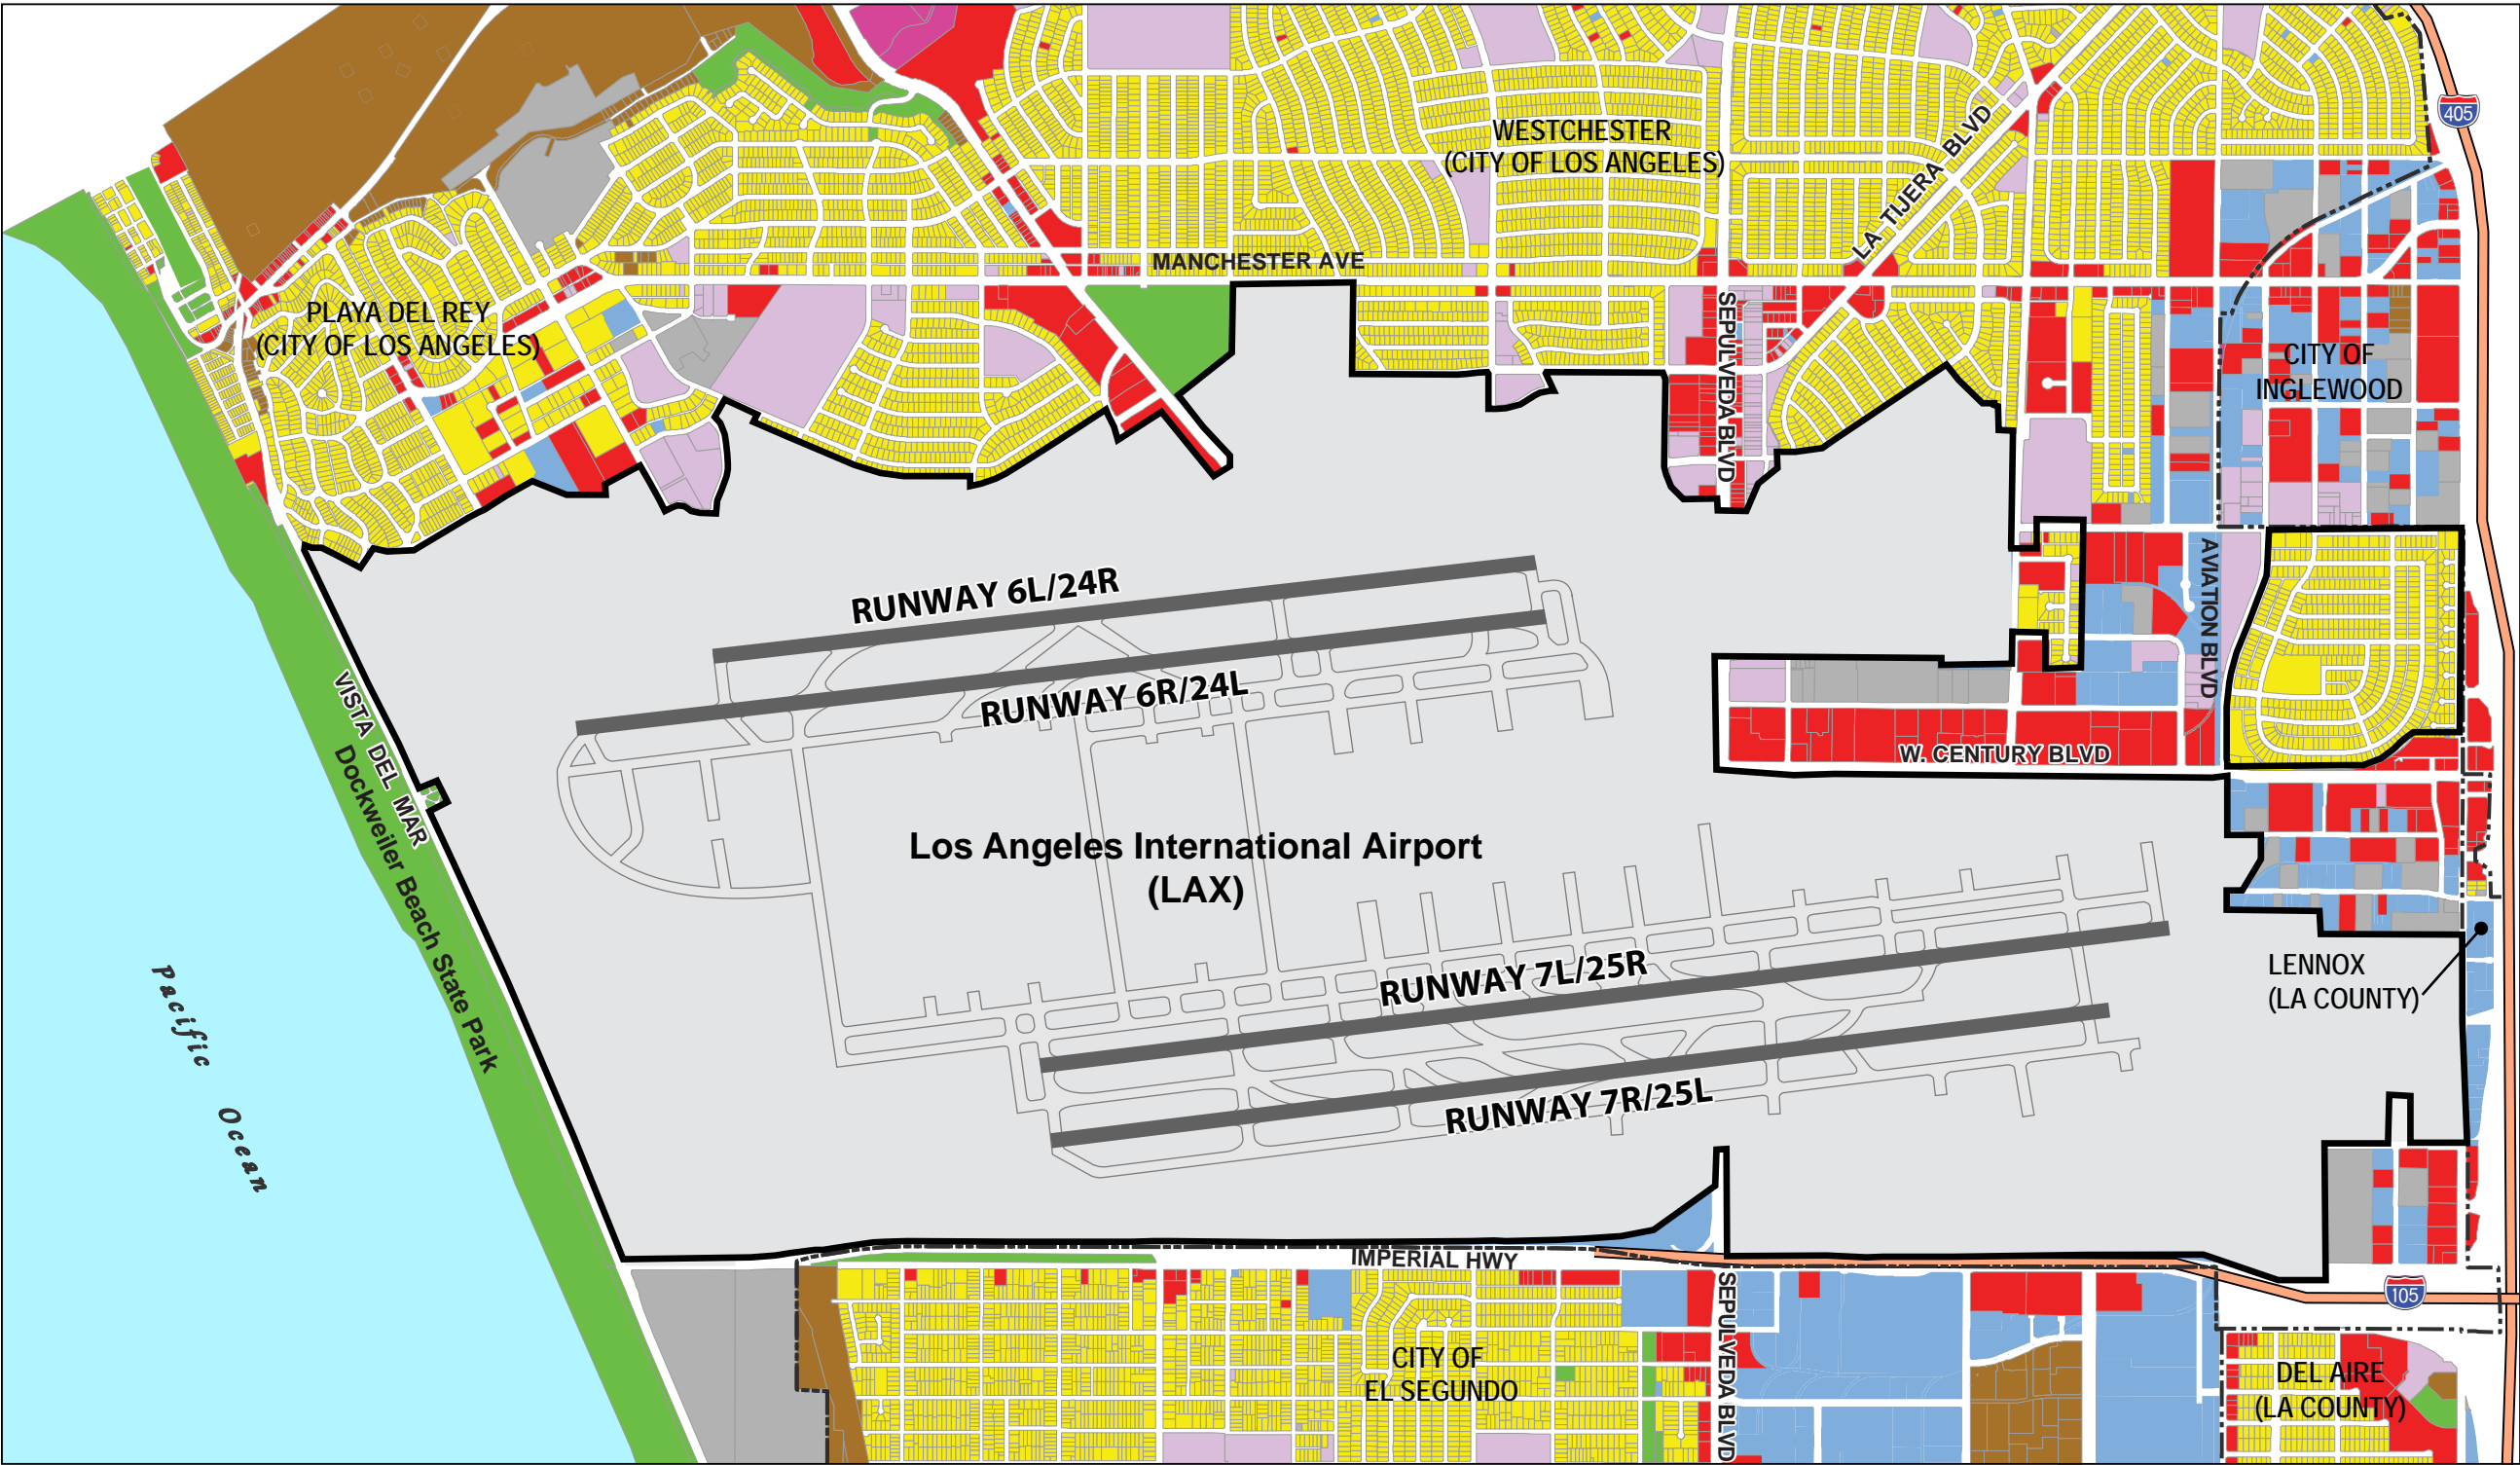 405
WESTCHESTER
(CITY OF LOS ANGELES)
LA TIJERA BLVD
MANCHESTER AVE
PLAYA DEL REY
(CITY OF LOS ANGELES)
SEPULVEDA BLVD
CITY OF
INGLEWOOD
RUNWAY 6L/24R
AVIATION BLVD
RUNWAY 6R/24L
VISTA DEL MAR
Dockweiler Beach State Park
W. CENTURY BLVD
Los Angeles International Airport
(LAX)
Pacific Ocean
RUNWAY 7L/25R
LENNOX
(LA COUNTY)
RUNWAY 7R/25L
IMPERIAL HWY
105
SEPULVEDA BLVD
CITY OF
EL SEGUNDO
DEL AIRE
(LA COUNTY)